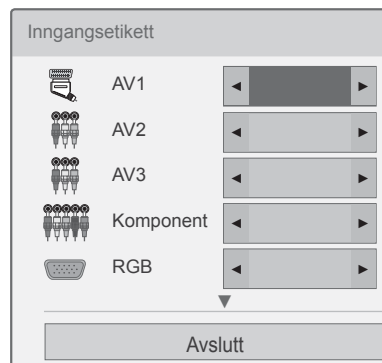 Inngangsetikett
AV1
AV2
AV3
Komponent
RGB
Avslutt